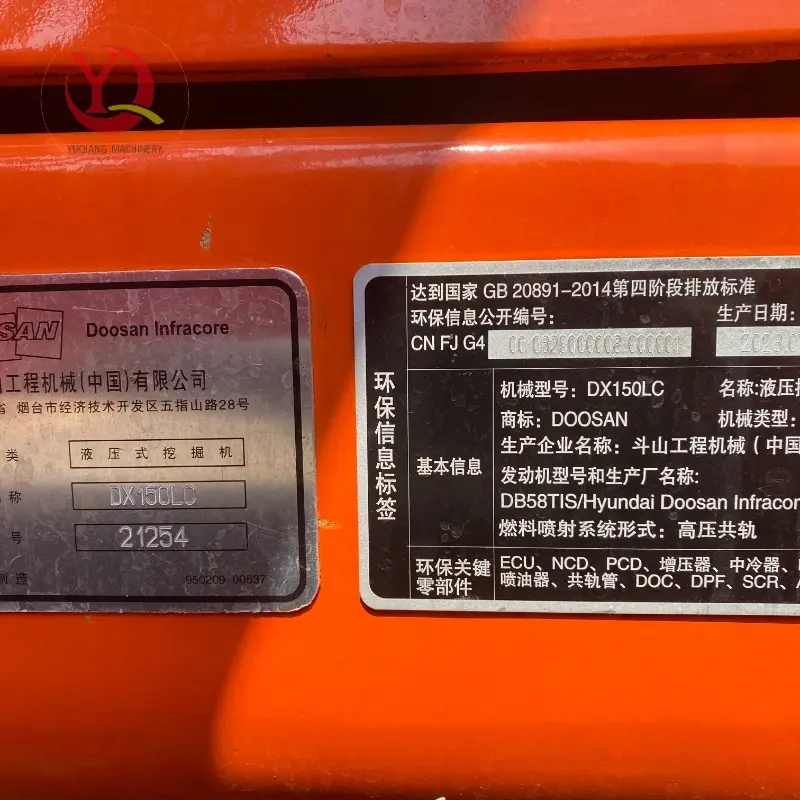 YUQIANG MACHINERY
Doosan Infracore
工程机械(中国)有限公司
省 烟台市经济技术开发区五指山路28号
类 液压式挖掘机
称 DX150LC
号 21254
制造 950209 00537
达到国家 GB 20891-2014第四阶段排放标准
环保信息公开编号: 生产日期:
CN FJ G4
环保信息标签
基本信息
机械型号: DX150LC 名称:液压
商标: DOOSAN 机械类型:
生产企业名称: 斗山工程机械(中国
发动机型号和生产厂名称:
DB58TIS/Hyundai Doosan Infracor
燃料喷射系统形式: 高压共轨
环保关键
零部件
ECU、NCD、PCD、增压器、中冷器、
喷油器、共轨管、DOC、DPF、SCR、